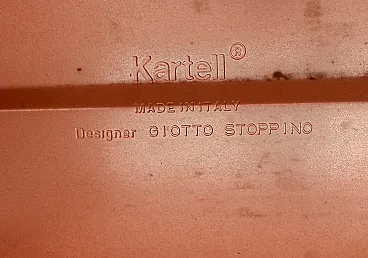 Kartell®
MADE IN ITALY
Designer GIOTTO STOPPINO